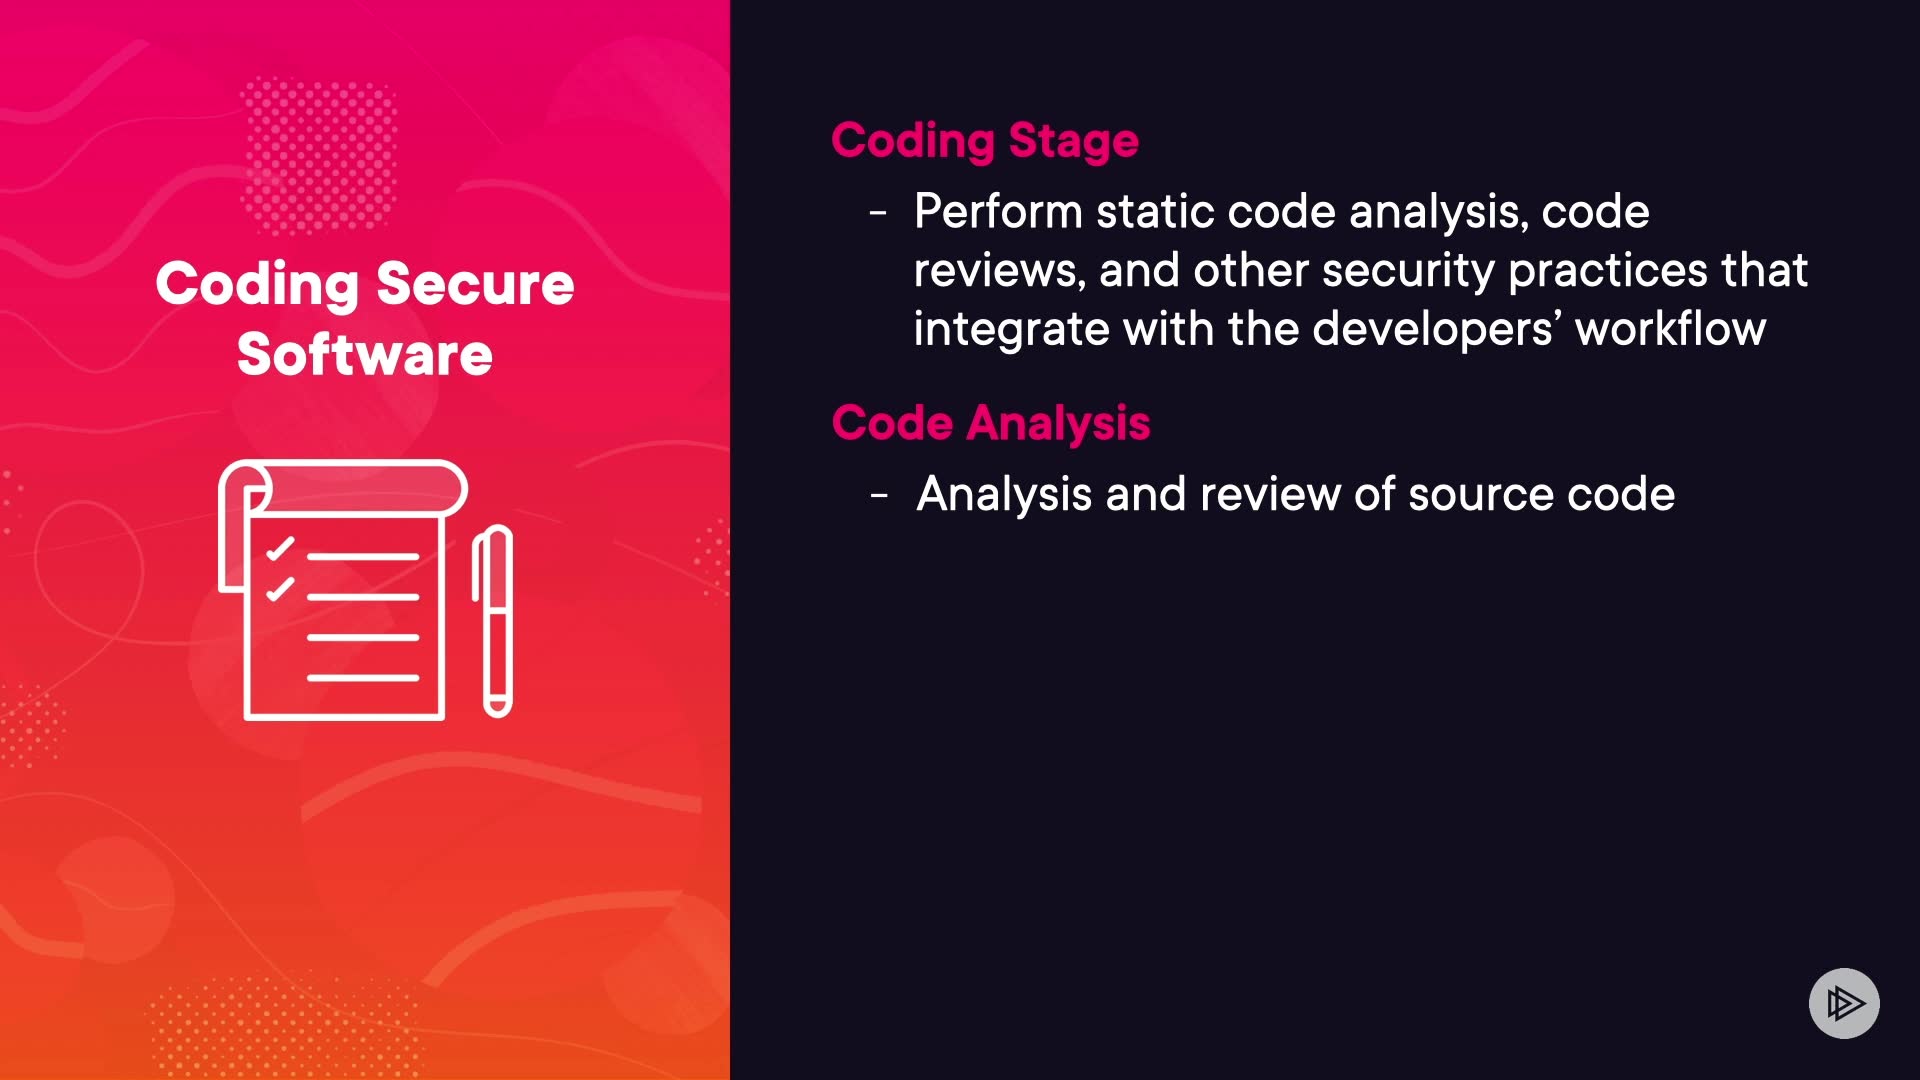 Coding Secure
Software
Coding Stage
- Perform static code analysis, code
reviews, and other security practices that
integrate with the developers’ workflow
Code Analysis
- Analysis and review of source code